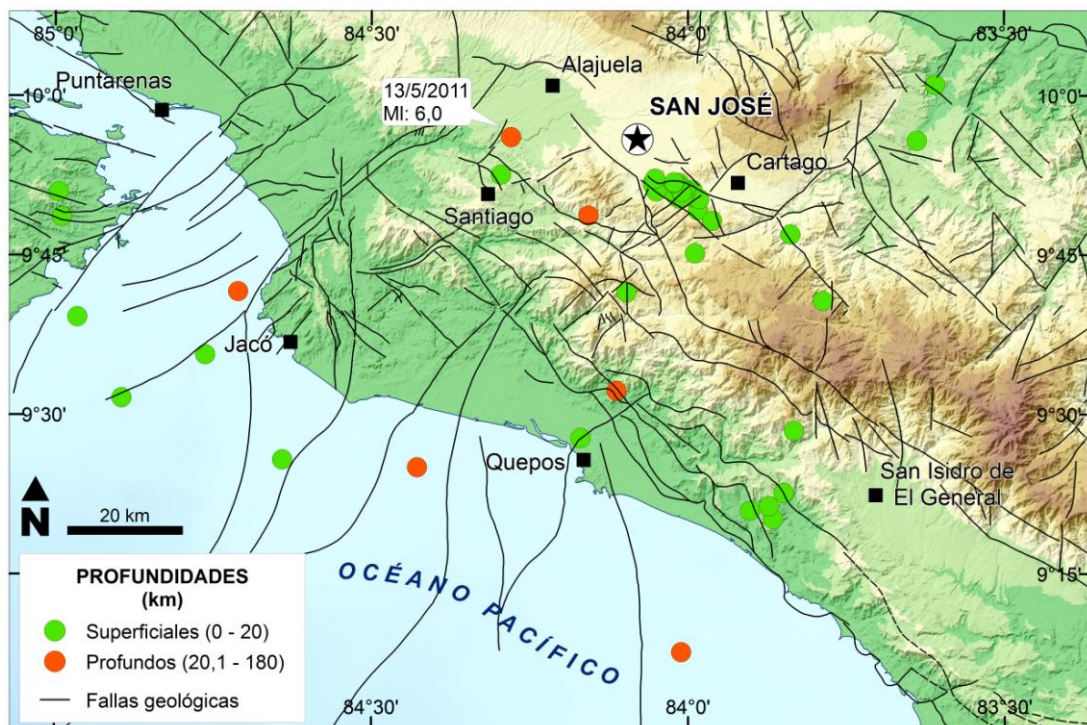 85°0'
84°30'
84°0'
83°30'
Puntarenas
Alajuela
13/5/2011
Ml: 6,0
10°0'
SAN JOSÉ
10°0'
Cartago
Santiago
9°45'
9°45'
Jacó
9°30'
9°30'
Quepos
San Isidro de
El General
N
20 km
OCÉANO PACÍFICO
9°15'
PROFUNDIDADES
(km)
Superficiales (0 - 20)
Profundos (20,1 - 180)
Fallas geológicas
84°30'
84°0'
83°30'